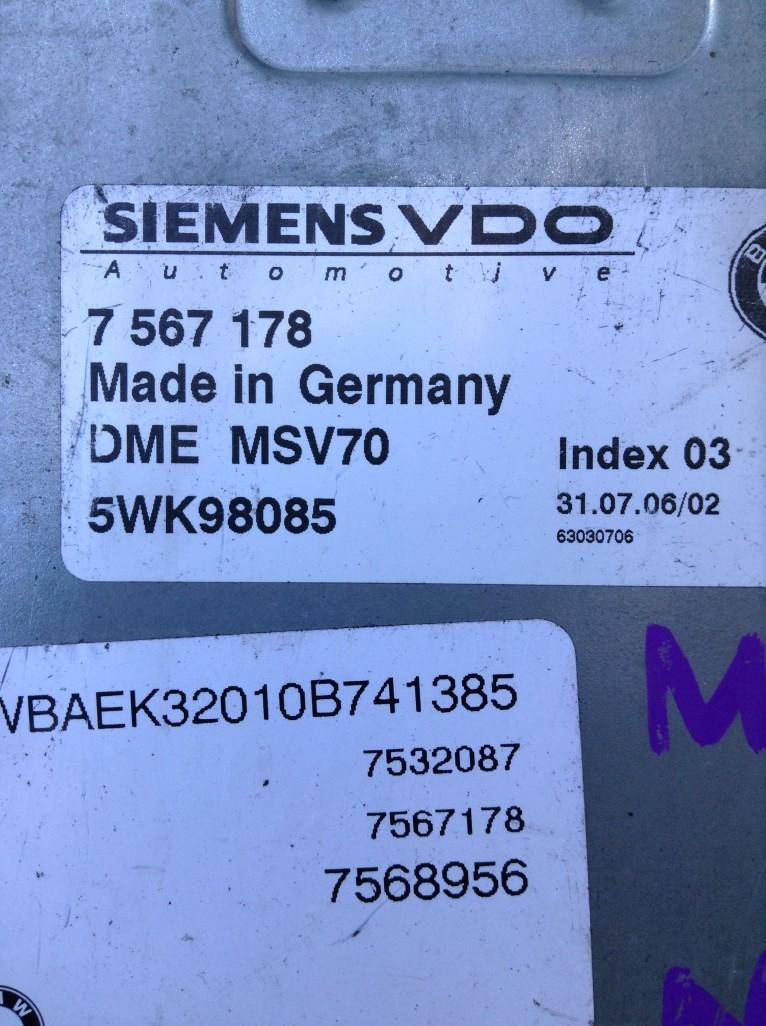 SIEMENS VDO
Automotive
7 567 178
Made in Germany
DME MSV70
Index 03
5WK98085
31.07.06/02
63030706
WBAEK32010B741385
7532087
7567178
7568956
M